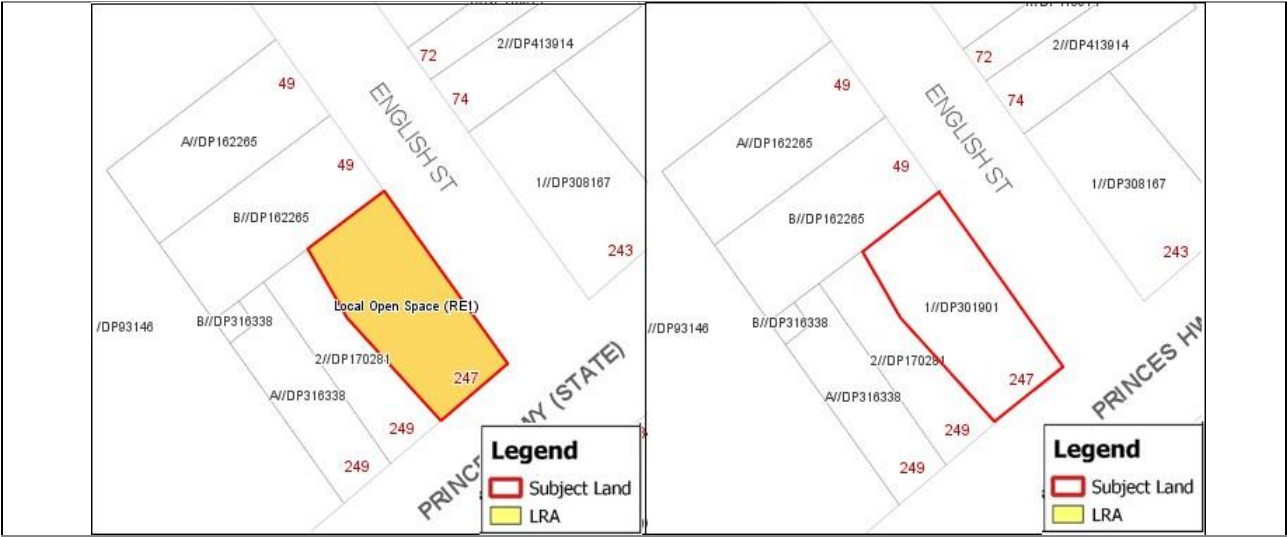 72
2//DP413914
49
74
ENGLISH ST
A//DP162265
49
1//DP308167
B//DP162265
243
Local Open Space (RE1)
/DP93146
B//DP316338
2//DP170281
247
A//DP316338
249
249
PRINCES HWY (STATE)
Legend
Subject Land
LRA
72
2//DP413914
49
74
ENGLISH ST
A//DP162265
49
1//DP308167
B//DP162265
243
1//DP301901
//DP93146
B//DP316338
2//DP170281
247
A//DP316338
249
249
PRINCES HW
Legend
Subject Land
LRA